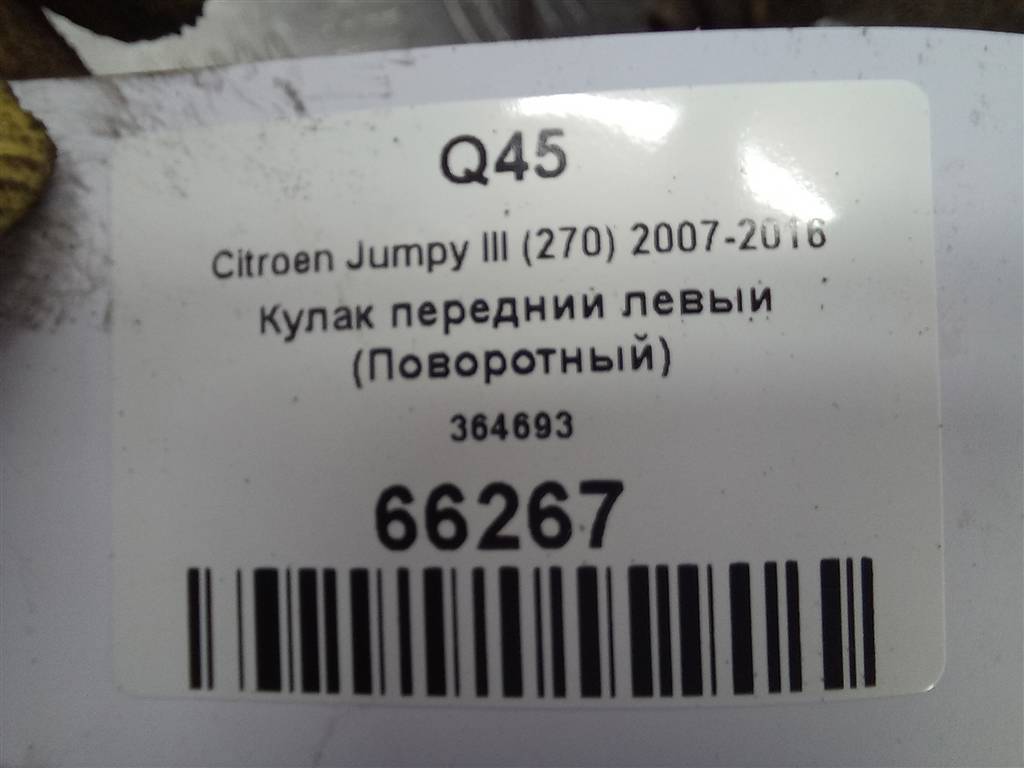 Q45
Citroen Jumpy III (270) 2007-2016
Кулак передний левый
(Поворотный)
364693
66267